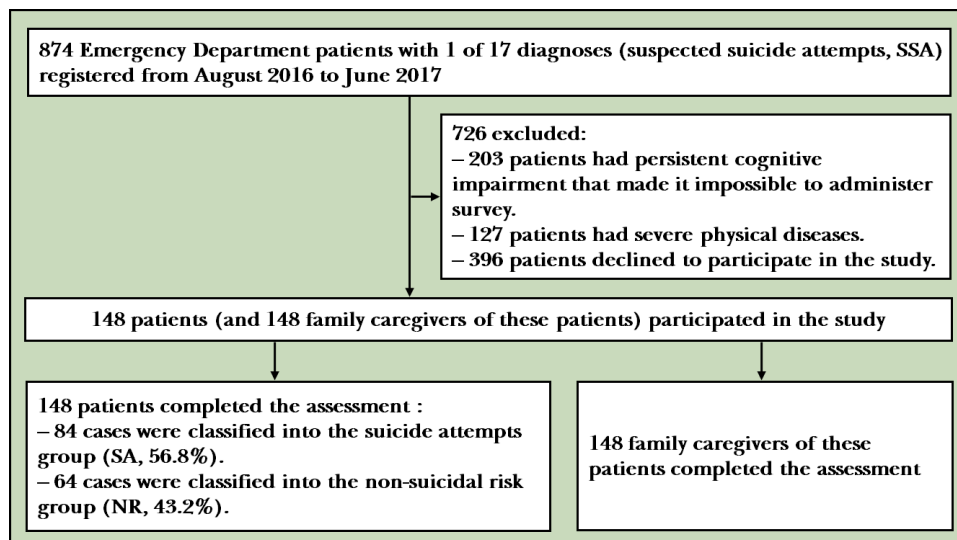 874 Emergency Department patients with 1 of 17 diagnoses (suspected suicide attempts, SSA)
registered from August 2016 to June 2017
726 excluded:
– 203 patients had persistent cognitive
impairment that made it impossible to administer
survey.
– 127 patients had severe physical diseases.
– 396 patients declined to participate in the study.
148 patients (and 148 family caregivers of these patients) participated in the study
148 patients completed the assessment :
– 84 cases were classified into the suicide attempts
group (SA, 56.8%).
– 64 cases were classified into the non-suicidal risk
group (NR, 43.2%).
148 family caregivers of these
patients completed the assessment